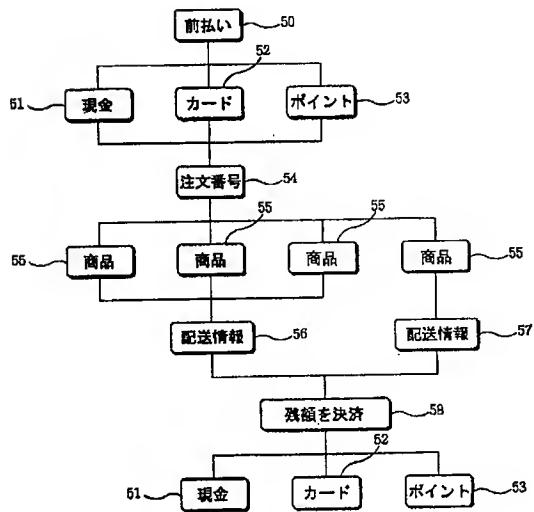 前払い 50
52
51 現金 カード ポイント 53
注文番号 54
55 55
55 商品 商品 商品 商品 55
配送情報 56 配送情報 57
残額を決済 58
52
51 現金 カード ポイント 53